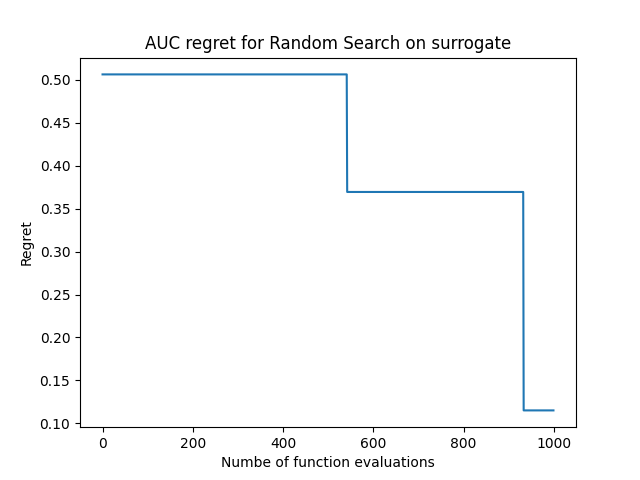 AUC regret for Random Search on surrogate
0.50
0.45
0.40
0.35
0.30
0.25
0.20
0.15
0.10
Regret
0 200 400 600 800 1000
Numbe of function evaluations